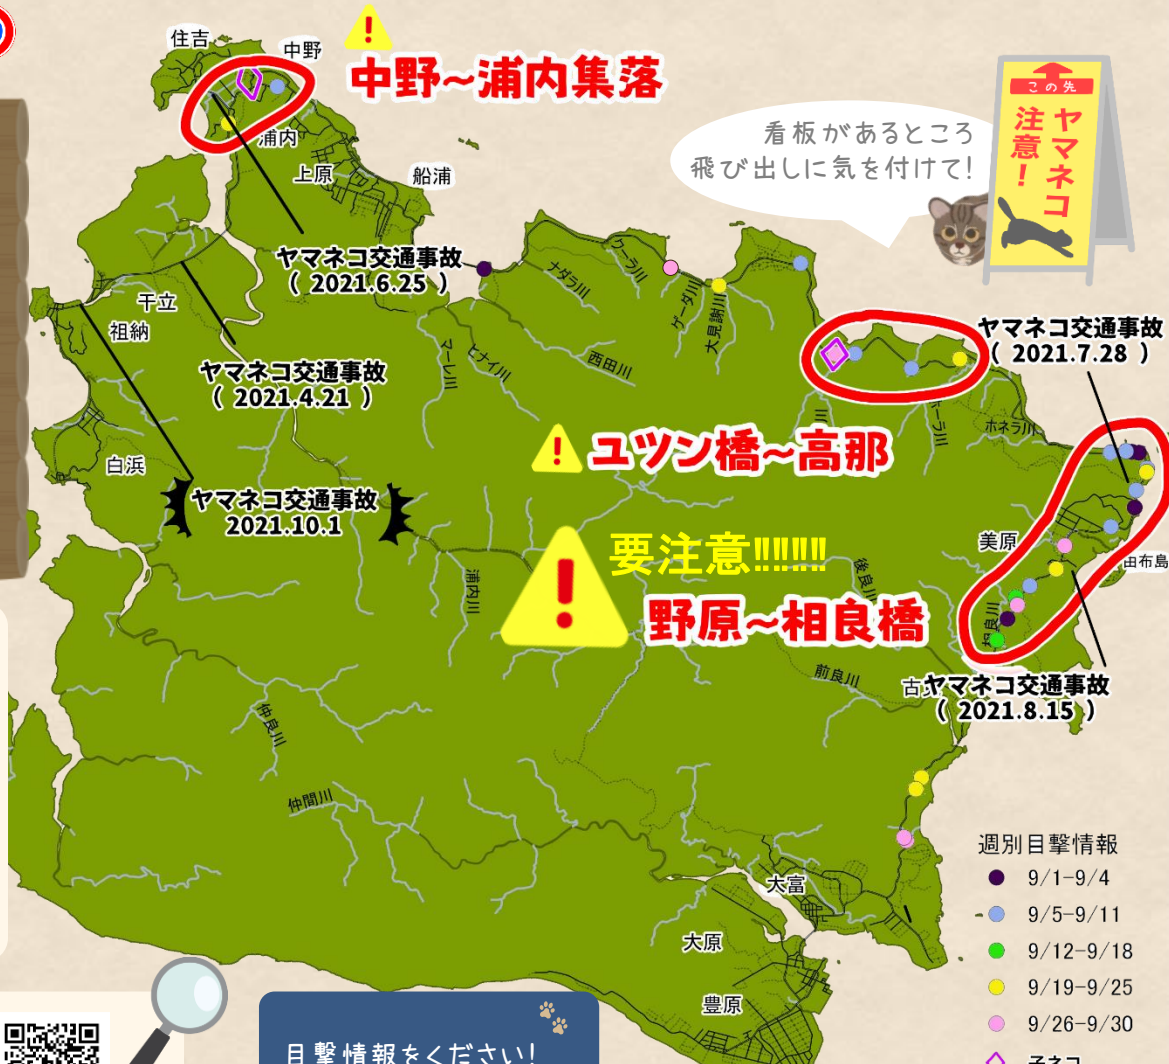 住吉
中野
中野~浦内集落
浦内
上原
船浦
看板があるところ
飛び出しに気を付けて!
この先
ヤマネコ
注意!
ヤマネコ交通事故
( 2021.6.25 )
ナダラ川
クーラ川
ゲーダ川
大見謝川
西田川
ヒナイ川
マーレ川
干立
祖納
ヤマネコ交通事故
( 2021.4.21 )
ヤマネコ交通事故
( 2021.7.28 )
ホネラ川
ユツン橋~高那
白浜
ヤマネコ交通事故
2021.10.1
要注意!!!!!!
野原~相良橋
美原
由布島
後良川
浦内川
相良川
前良川
ヤマネコ交通事故
( 2021.8.15 )
仲良川
仲間川
大富
大原
豊原
週別目撃情報
9/1-9/4
9/5-9/11
9/12-9/18
9/19-9/25
9/26-9/30
子ネコ
目撃情報をください!